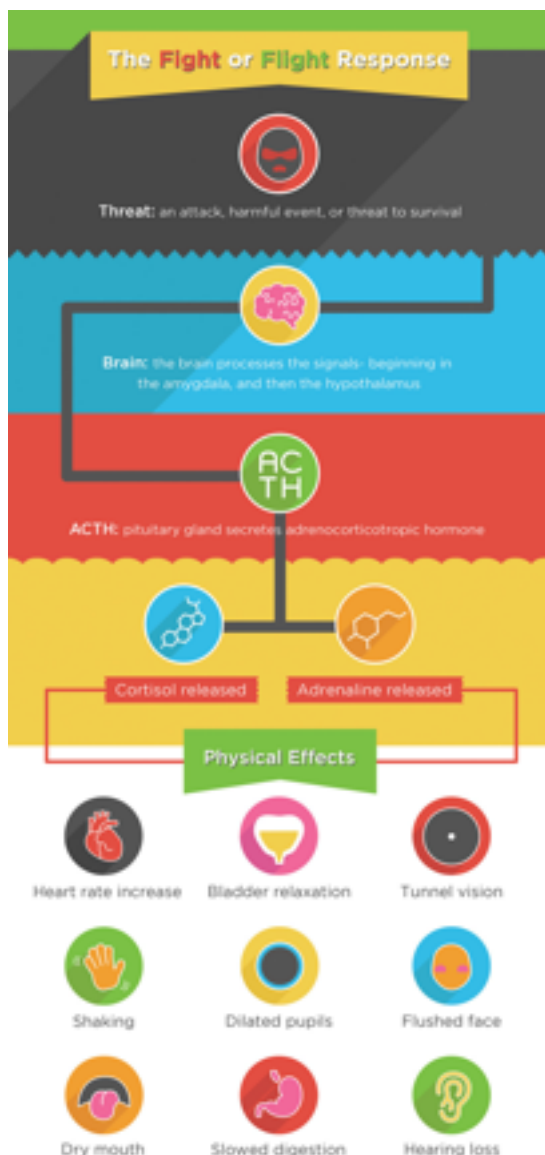 The Fight or Flight Response
Threat: an attack, harmful event, or threat to survival
Brain: the brain processes the signals- beginning in
the amygdala, and then the hypothalamus
AC
TH
ACTH: pituitary gland secretes adrenocorticotropic hormone
Cortisol released
Adrenaline released
Physical Effects
Heart rate increase
Bladder relaxation
Tunnel vision
Shaking
Dilated pupils
Flushed face
Dry mouth
Slowed digestion
Hearing loss